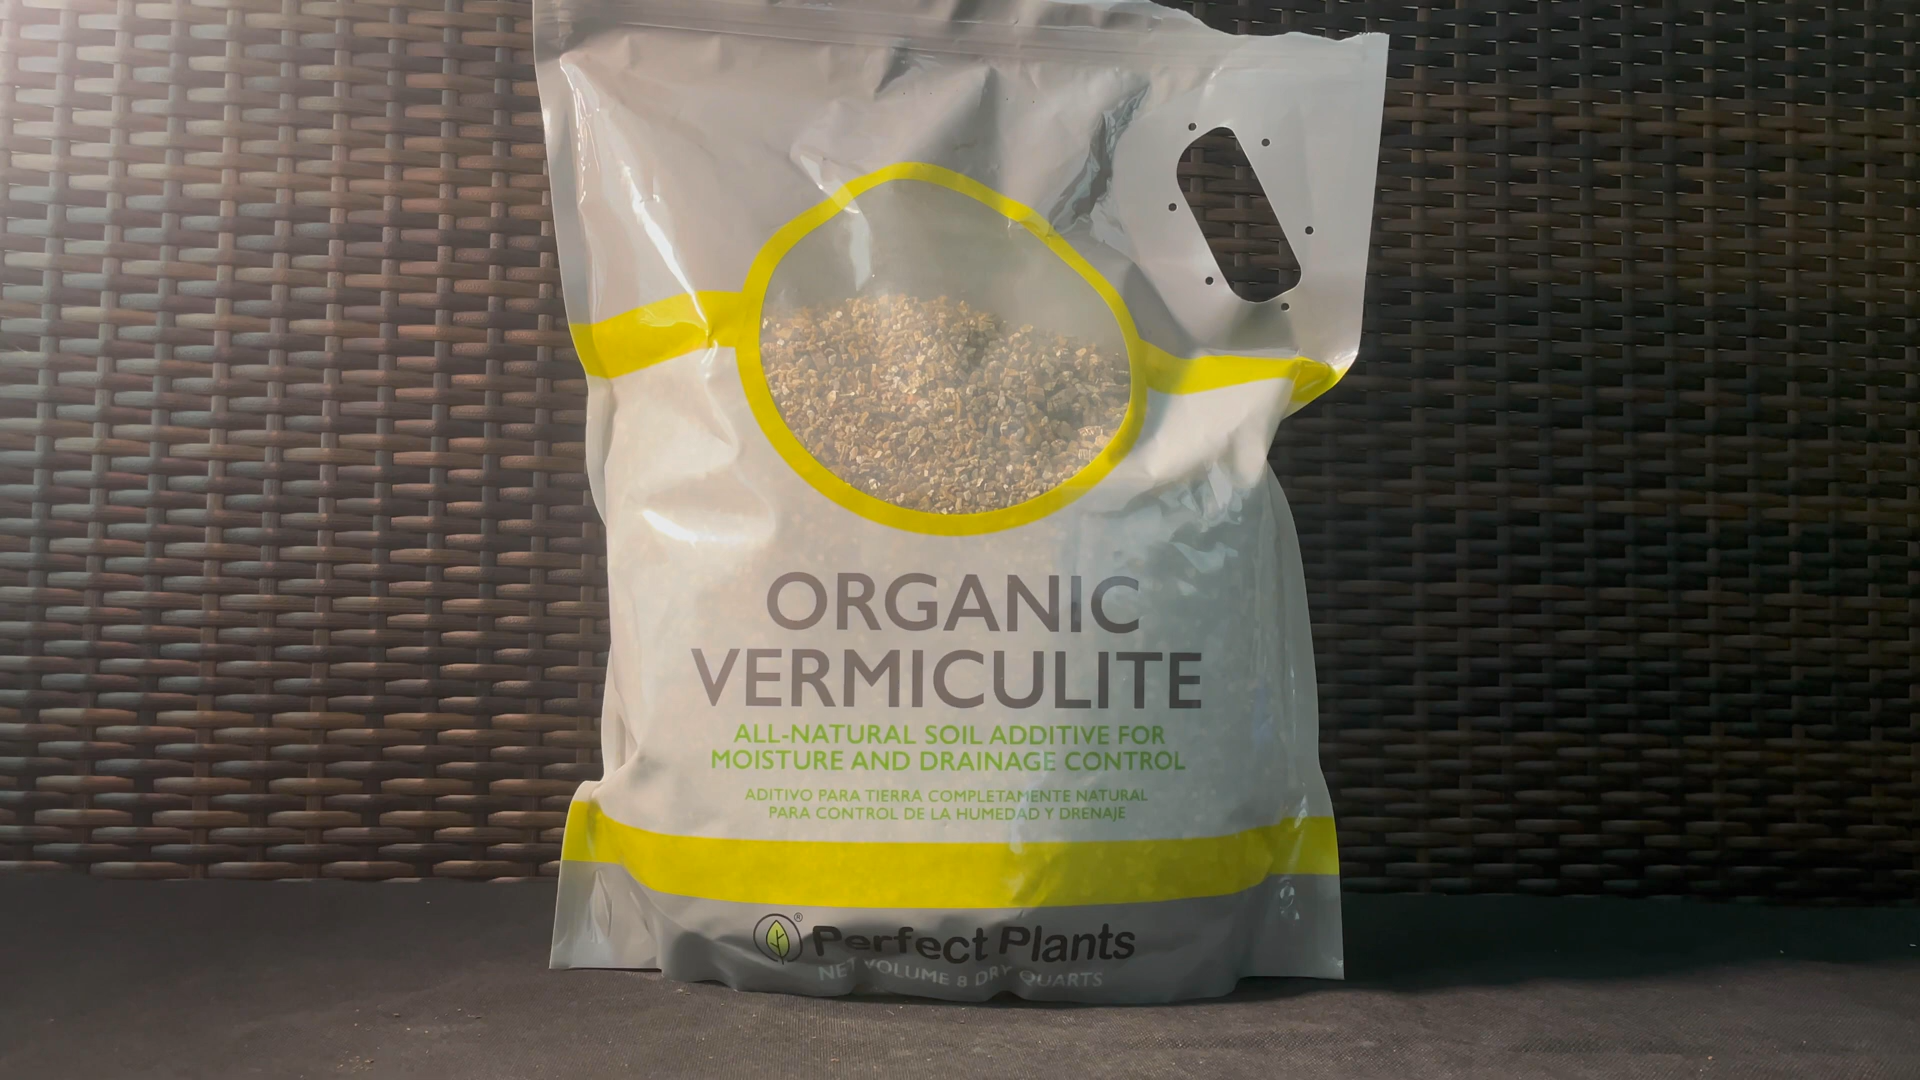 ORGANIC
VERMICULITE
ALL-NATURAL SOIL ADDITIVE FOR
MOISTURE AND DRAINAGE CONTROL
ADITIVO PARA TIERRA COMPLETAMENTE NATURAL
PARA CONTROL DE LA HUMEDAD Y DRENAJE
® Perfect Plants
NET VOLUME 8 DRY QUARTS